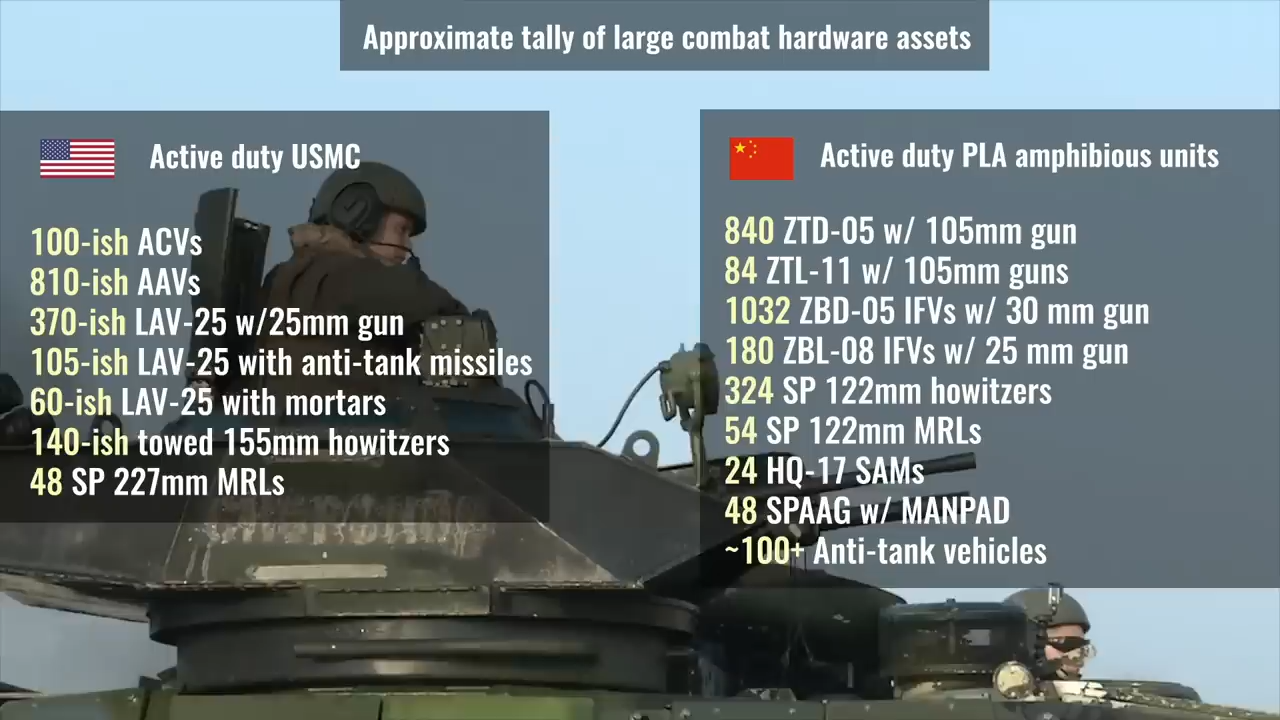 Approximate tally of large combat hardware assets
Active duty USMC
100-ish ACVs
810-ish AAVs
370-ish LAV-25 w/25mm gun
105-ish LAV-25 with anti-tank missiles
60-ish LAV-25 with mortars
140-ish towed 155mm howitzers
48 SP 227mm MRLs
Active duty PLA amphibious units
840 ZTD-05 w/ 105mm gun
84 ZTL-11 w/ 105mm guns
1032 ZBD-05 IFVs w/ 30 mm gun
180 ZBL-08 IFVs w/ 25 mm gun
324 SP 122mm howitzers
54 SP 122mm MRLs
24 HQ-17 SAMs
48 SPAAG w/ MANPAD
~100+ Anti-tank vehicles